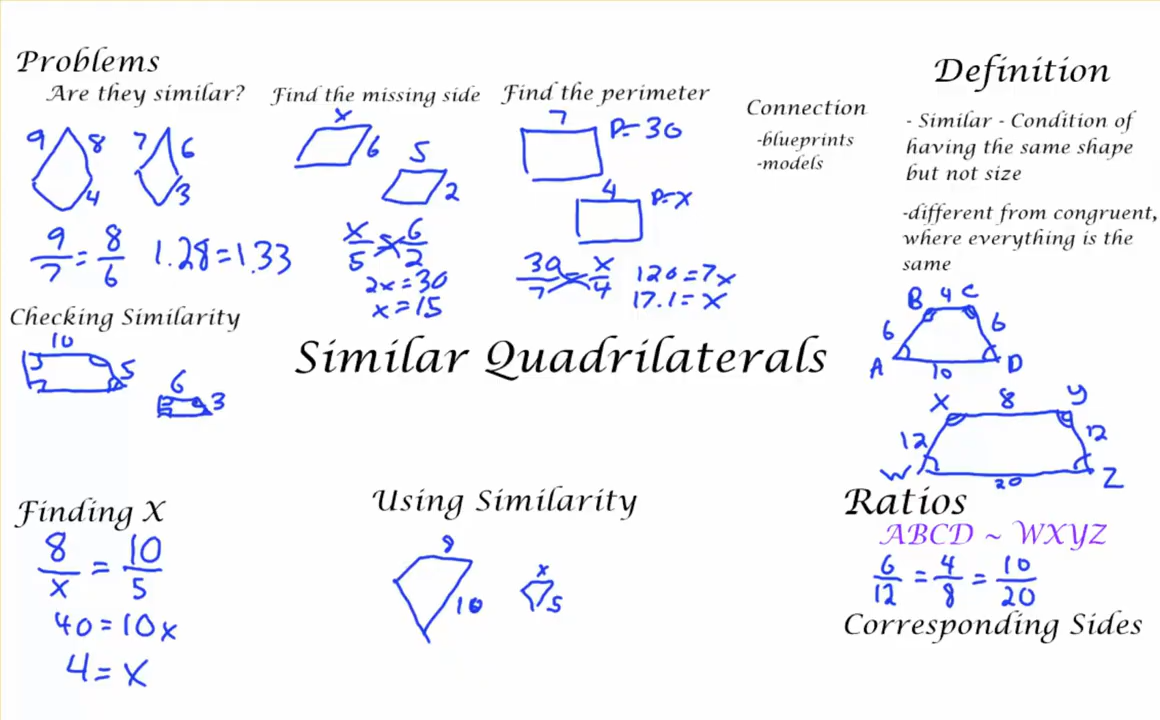 Problems
Are they similar?
9 8
4
7 6
3
9/7 = 8/6 1.28=1.33
Find the missing side
x
6
5
2
x/5 6/2
2x=30
x=15
Find the perimeter
7
P=30
4
P=x
30/7 = x/4
120=7x
17.1=x
Connection
-blueprints
-models
Definition
- Similar - Condition of
having the same shape
but not size
-different from congruent,
where everything is the
same
B 4 C
6 6
A 10 D
X 8 Y
12 12
W 20 Z
Checking Similarity
10
5
6
3
Similar Quadrilaterals
Finding X
8/x = 10/5
40=10x
4=x
Using Similarity
10
x
5
Ratios
ABCD ~ WXYZ
6/12 = 4/8 = 10/20
Corresponding Sides